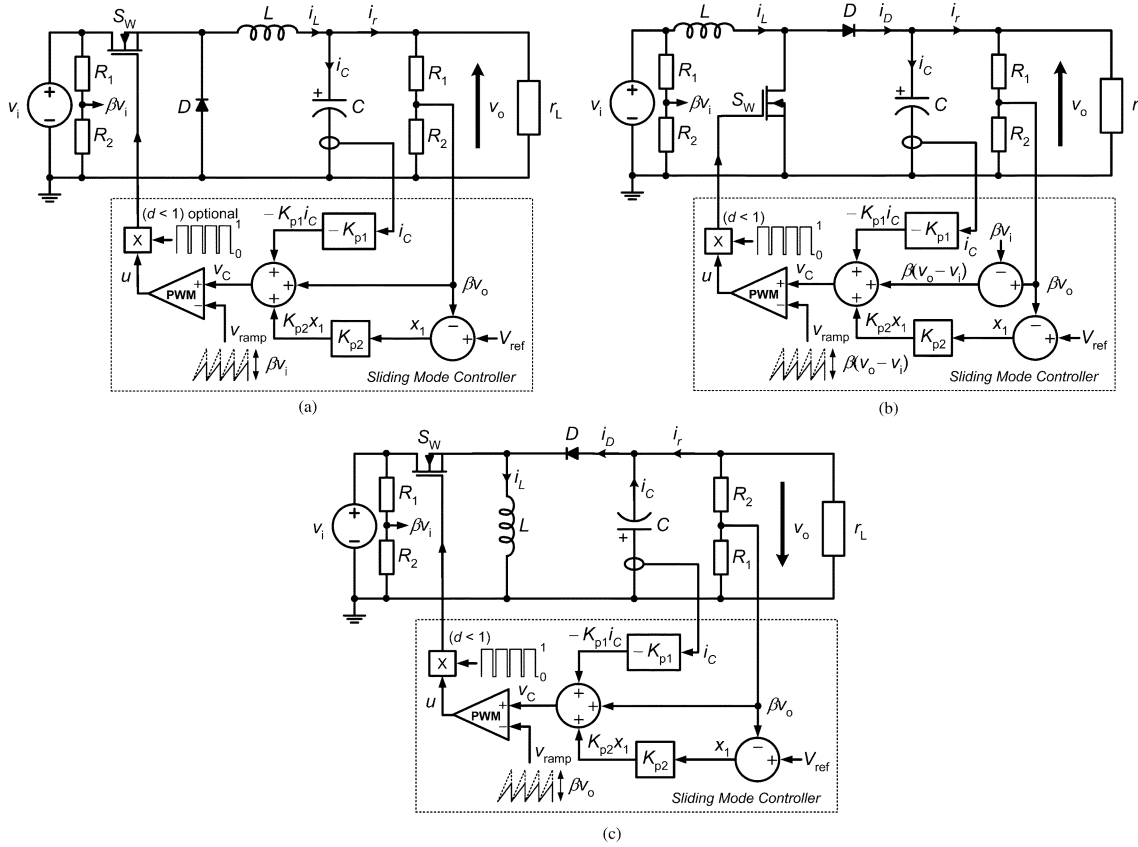 S_W L i_L i_r
R_1 i_C R_1
v_i βv_i D C v_o r_L
R_2 R_2
(d < 1) optional −K_p1 i_C
1 0 −K_p1 i_C
X
u v_C + + + βv_o
PWM + −
v_ramp K_p2 x_1 K_p2 x_1 − + V_ref
βv_i
Sliding Mode Controller
(a)
L i_L D i_D i_r
R_1 i_C R_1
v_i βv_i S_W C v_o r
R_2 R_2
(d < 1) −K_p1 i_C
1 0 −K_p1 i_C βv_i
X
u v_C + + + β(v_o − v_i) − + βv_o
PWM + −
v_ramp K_p2 x_1 K_p2 x_1 − + V_ref
β(v_o − v_i)
Sliding Mode Controller
(b)
S_W D i_D i_r
R_1 i_L i_C R_2
v_i βv_i L C v_o r_L
R_2 + R_1
(d < 1) −K_p1 i_C
1 0 −K_p1 i_C
X
u v_C + + + βv_o
PWM + −
v_ramp K_p2 x_1 K_p2 x_1 − + V_ref
βv_o
Sliding Mode Controller
(c)